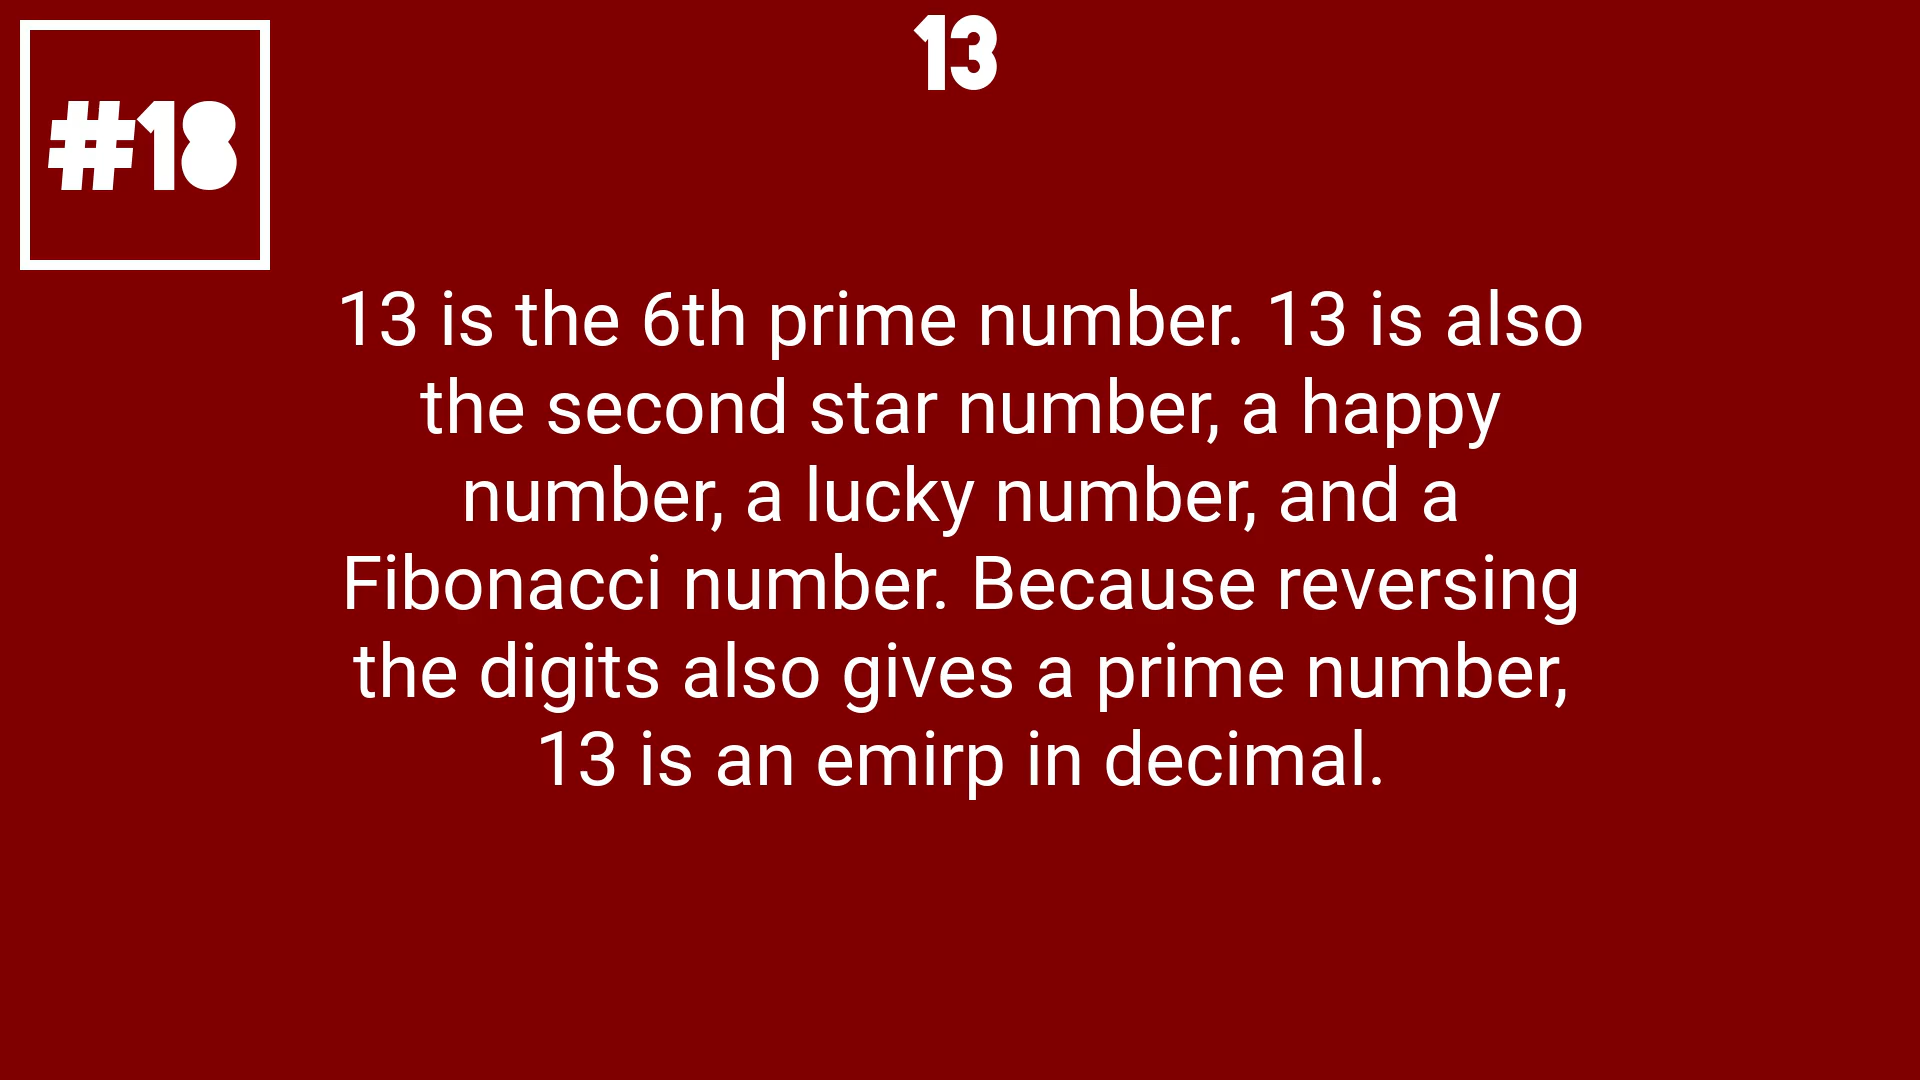 #18
13
13 is the 6th prime number. 13 is also
the second star number, a happy
number, a lucky number, and a
Fibonacci number. Because reversing
the digits also gives a prime number,
13 is an emirp in decimal.